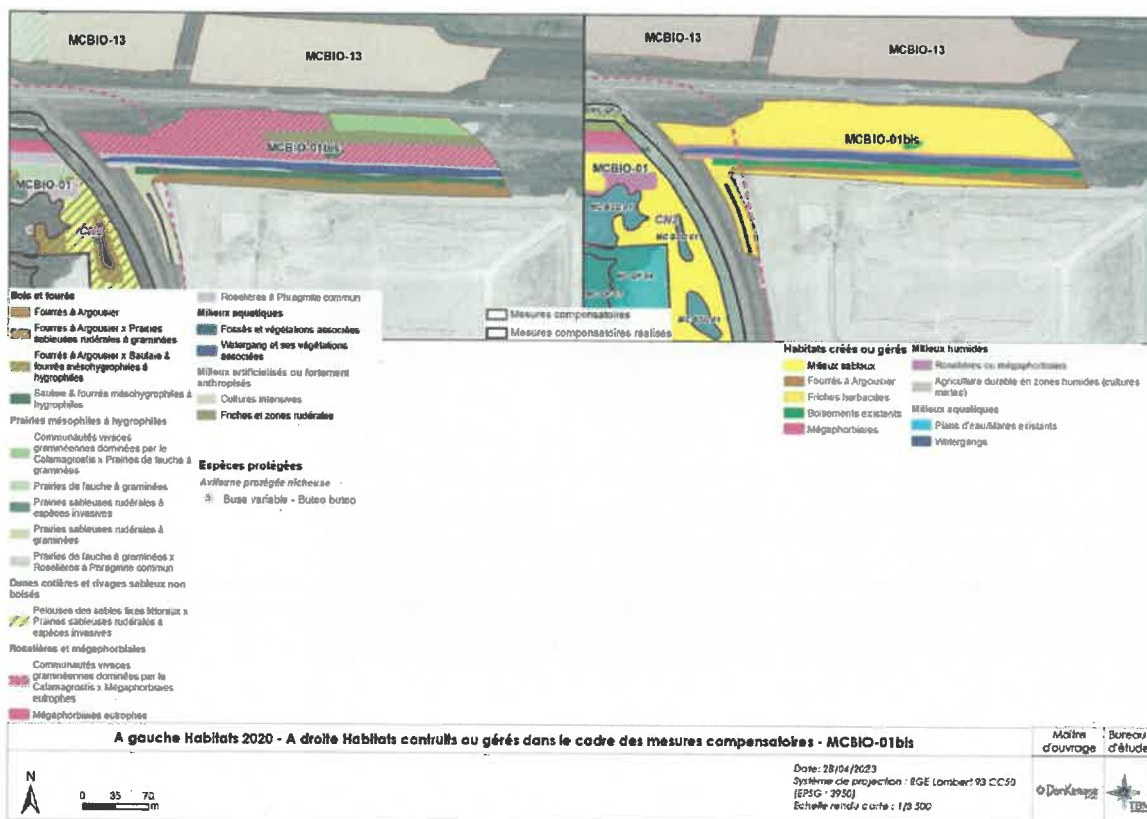 MCBIO-13
MCBIO-13
MCBIO-01bis
MCBIO-01
MCBIO-13
MCBIO-13
MCBIO-01bis
MCBIO-01
CN2
Bois et fourrés
Fourrés à Argousier
Fourrés à Argousier x Prairies
sableuses rudérales à graminées
Fourrés à Argousier x Saulaie &
fourrés mésohygrophiles à
hygrophiles
Saulaie & fourrés mésohygrophiles à
hygrophiles
Prairies mésophiles à hygrophiles
Communautés vivaces
graminéennes dominées par le
Calamagrostis x Prairies de fauche à
graminées
Prairies de fauche à graminées
Prairies sableuses rudérales à
espèces invasives
Prairies sableuses rudérales à
graminées
Prairies de fauche à graminées x
Roselières à Phragmite commun
Dunes cotières et rivages sableux non
boisés
Pelouses des sables fixés littoraux x
Prairies sableuses rudérales à
espèces invasives
Roselières et mégaphorbiaies
Communautés vivaces
graminéennes dominées par le
Calamagrostis x Mégaphorbiaies
eutrophes
Mégaphorbiaies eutrophes
Roselières à Phragmite commun
Milieux aquatiques
Fossés et végétations associées
Watergang et ses végétations
associées
Milieux artificialisés ou fortement
anthropisés
Cultures intensives
Friches et zones rudérales
Espèces protégées
Avifaune protégée nicheuse
Buse variable - Buteo buteo
Mesures compensatoires
Mesures compensatoires réalisés
Habitats créés ou gérés
Milieux sableux
Fourrés à Argousier
Friches herbacées
Boisements existants
Mégaphorbiaies
Milieux humides
Roselières ou mégaphorbiaies
Agriculture durable en zones humides (cultures
mixtes)
Milieux aquatiques
Plans d'eau/Mares existants
Watergangs
A gauche Habitats 2020 - A droite Habitats contruits ou gérés dans le cadre des mesures compensatoires - MCBIO-01bis
Maître
d'ouvrage
Bureau
d'étude
N
0 35 70
m
Date: 28/04/2023
Système de projection : RGF Lambert 93 CC50
(EPSG : 3950)
Echelle rendu carte : 1/3 500
TBM